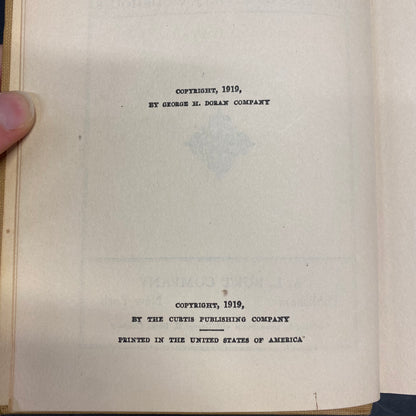 COPYRIGHT, 1919,
BY GEORGE H. DORAN COMPANY
COPYRIGHT, 1919,
BY THE CURTIS PUBLISHING COMPANY
PRINTED IN THE UNITED STATES OF AMERICA